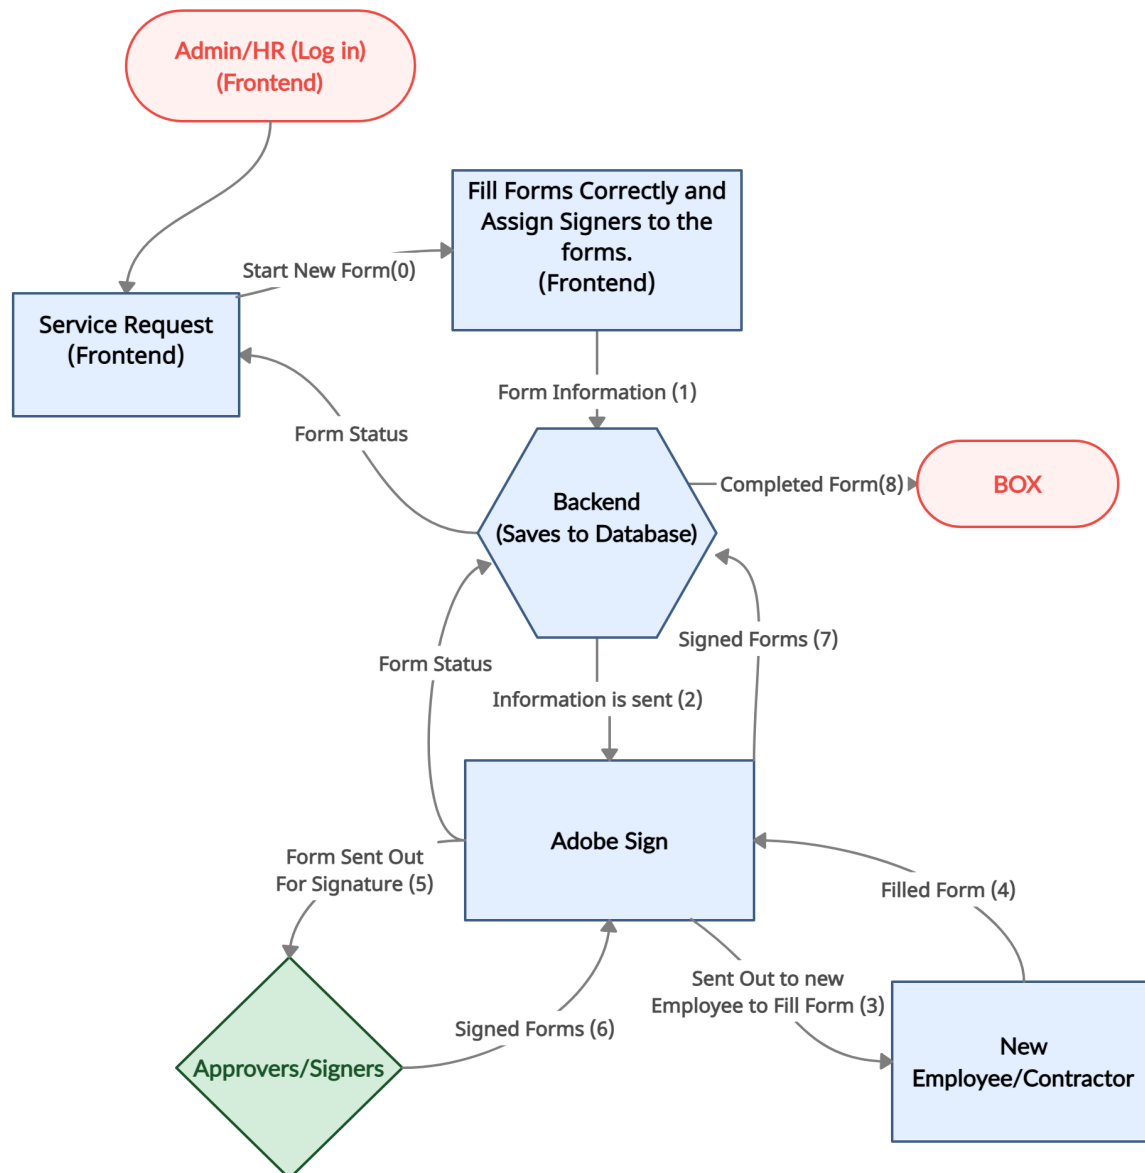 Admin/HR (Log in)
(Frontend)
Fill Forms Correctly and
Assign Signers to the
forms.
(Frontend)
Start New Form(0)
Service Request
(Frontend)
Form Information (1)
Form Status
Backend
(Saves to Database)
Completed Form(8)
BOX
Form Status
Signed Forms (7)
Information is sent (2)
Adobe Sign
Form Sent Out
For Signature (5)
Filled Form (4)
Sent Out to new
Employee to Fill Form (3)
Signed Forms (6)
Approvers/Signers
New
Employee/Contractor